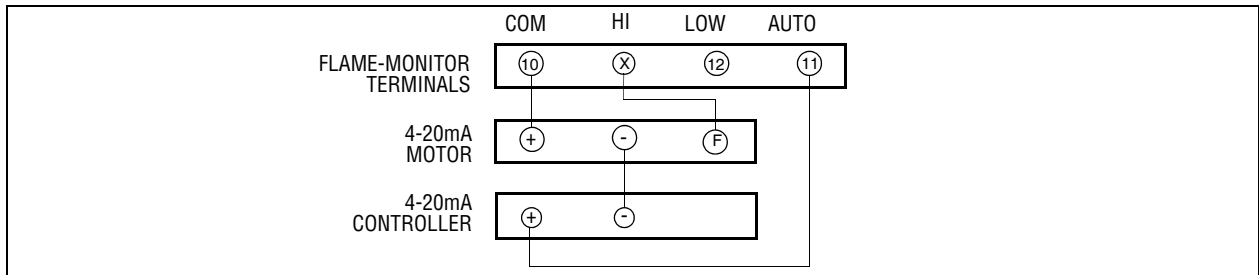 COM HI LOW AUTO
FLAME-MONITOR
TERMINALS
10 X 12 11
4-20mA
MOTOR
+ - F
4-20mA
CONTROLLER
+ -